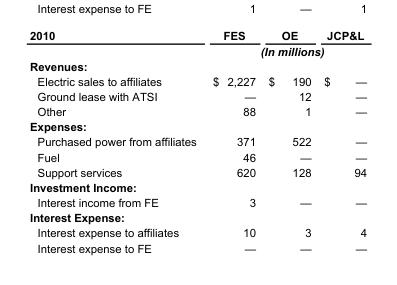 Interest expense to FE 1 — 1
2010 FES OE JCP&L
(In millions)
Revenues:
Electric sales to affiliates $ 2,227 $ 190 $ —
Ground lease with ATSI — 12 —
Other 88 1 —
Expenses:
Purchased power from affiliates 371 522 —
Fuel 46 — —
Support services 620 128 94
Investment Income:
Interest income from FE 3 — —
Interest Expense:
Interest expense to affiliates 10 3 4
Interest expense to FE — — —